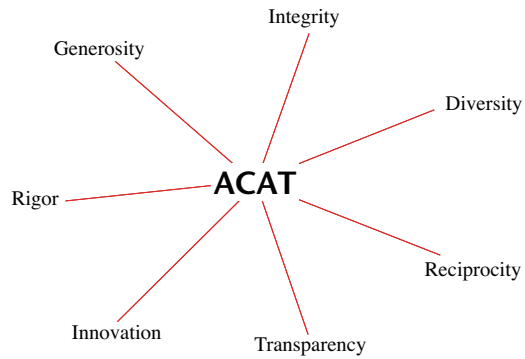 Integrity
Generosity
Diversity
ACAT
Rigor
Reciprocity
Innovation
Transparency